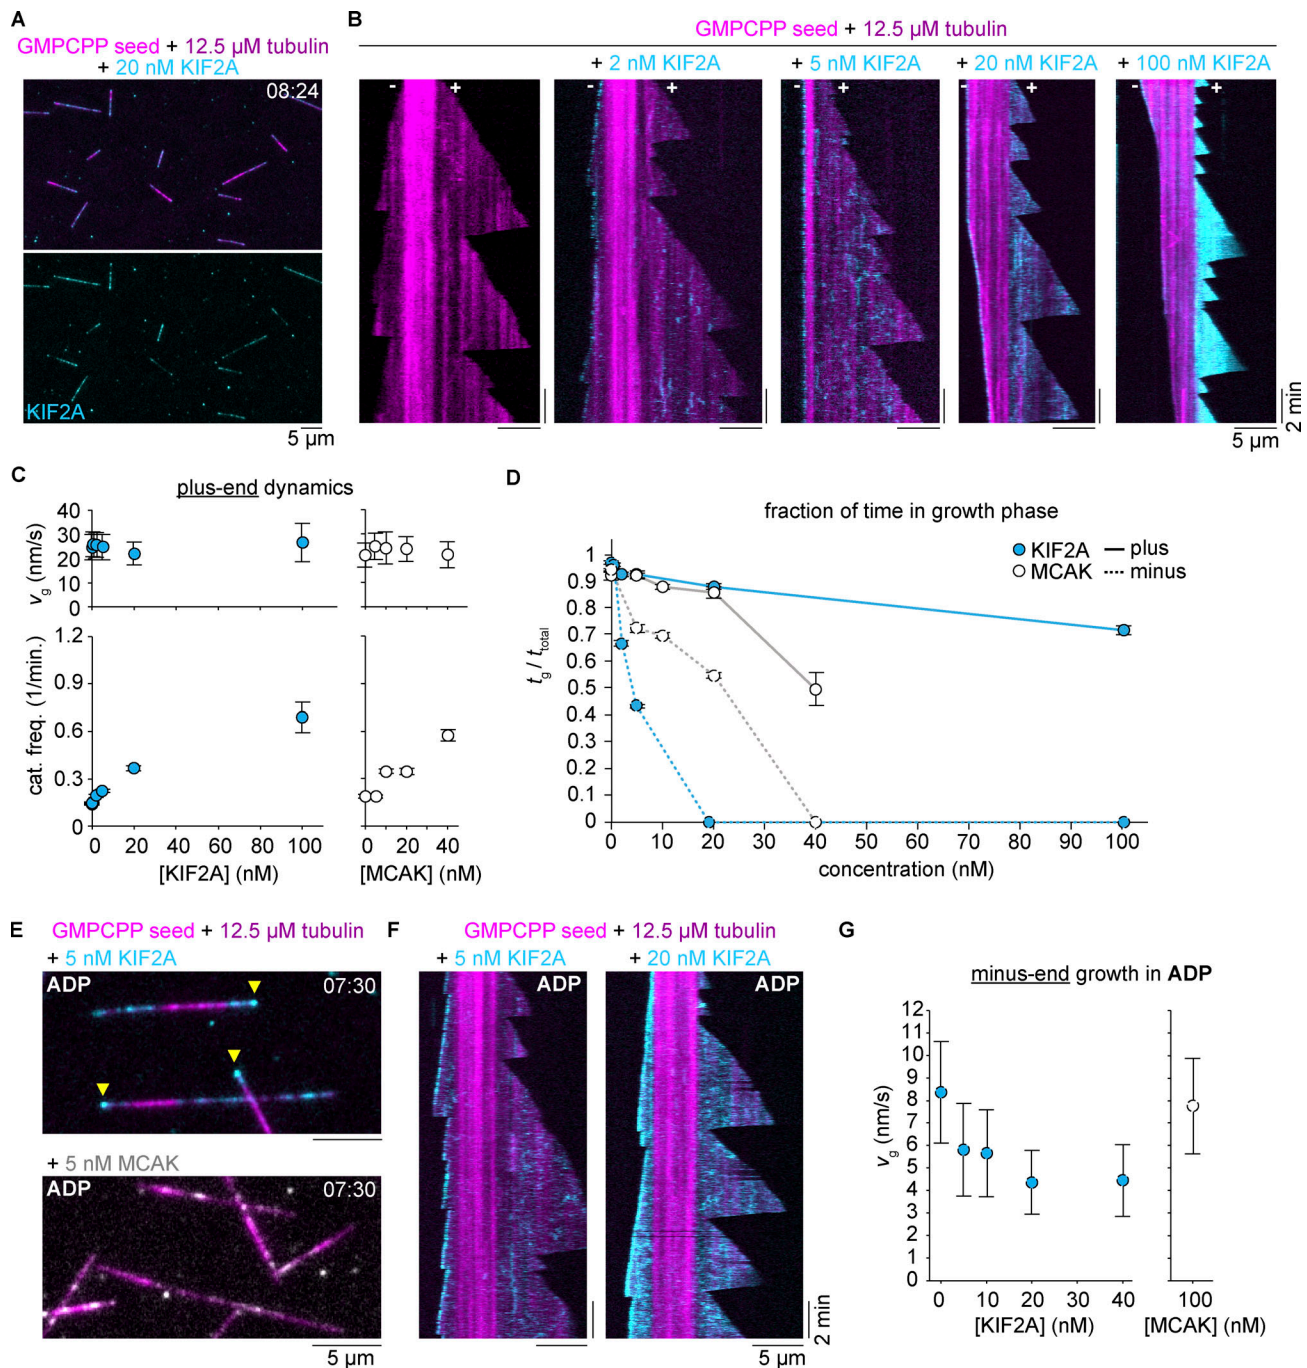 A
GMPCPP seed + 12.5 µM tubulin
+ 20 nM KIF2A
08:24
KIF2A
5 µm
B
GMPCPP seed + 12.5 µM tubulin
+ 2 nM KIF2A
+ 5 nM KIF2A
+ 20 nM KIF2A
+ 100 nM KIF2A
- +
- +
- +
- +
- +
2 min
5 µm
C
plus-end dynamics
40
30
20
10
0
vg (nm/s)
1.2
0.9
0.6
0.3
0
cat. freq. (1/min.)
0 20 40 60 80 100
[KIF2A] (nM)
0 20 40
[MCAK] (nM)
D
fraction of time in growth phase
KIF2A
MCAK
plus
minus
1
0.9
0.8
0.7
0.6
0.5
0.4
0.3
0.2
0.1
0
tg / ttotal
0 10 20 30 40 50 60 70 80 90 100
concentration (nM)
E
GMPCPP seed + 12.5 µM tubulin
+ 5 nM KIF2A
ADP
07:30
+ 5 nM MCAK
ADP
07:30
5 µm
F
GMPCPP seed + 12.5 µM tubulin
+ 5 nM KIF2A
+ 20 nM KIF2A
ADP
ADP
2 min
5 µm
G
minus-end growth in ADP
12
11
10
9
8
7
6
5
4
3
2
1
0
vg (nm/s)
0 10 20 30 40
[KIF2A] (nM)
100
[MCAK] (nM)